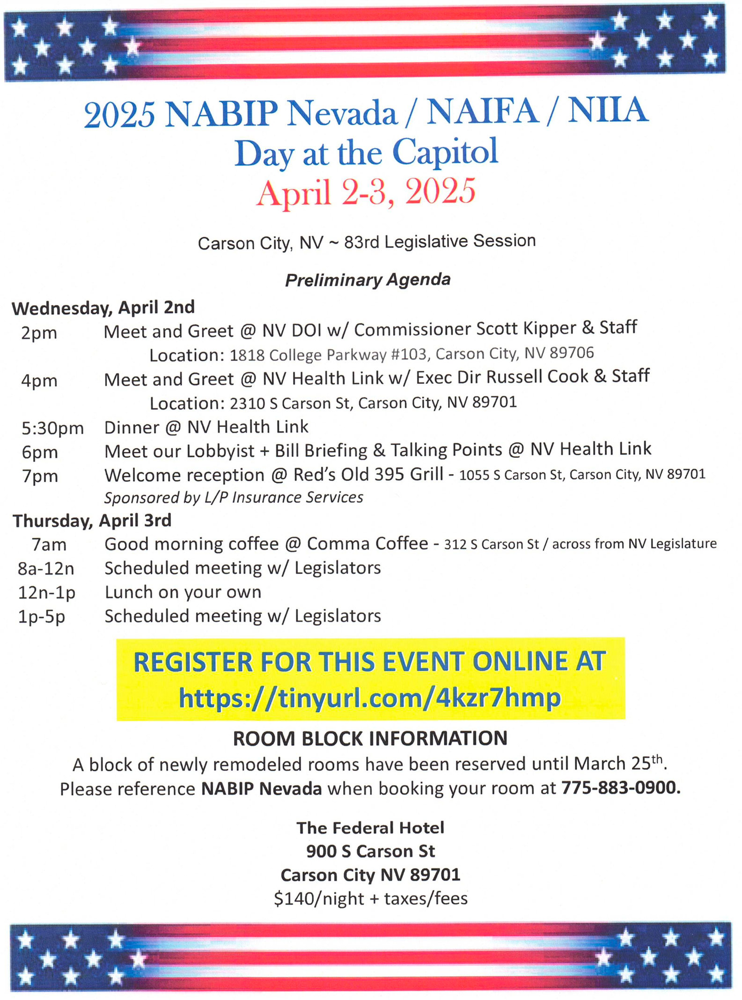 2025 NABIP Nevada / NAIFA / NIIA
Day at the Capitol
April 2-3, 2025
Carson City, NV ~ 83rd Legislative Session
Preliminary Agenda
Wednesday, April 2nd
2pm Meet and Greet @ NV DOI w/ Commissioner Scott Kipper & Staff
Location: 1818 College Parkway #103, Carson City, NV 89706
4pm Meet and Greet @ NV Health Link w/ Exec Dir Russell Cook & Staff
Location: 2310 S Carson St, Carson City, NV 89701
5:30pm Dinner @ NV Health Link
6pm Meet our Lobbyist + Bill Briefing & Talking Points @ NV Health Link
7pm Welcome reception @ Red's Old 395 Grill - 1055 S Carson St, Carson City, NV 89701
Sponsored by L/P Insurance Services
Thursday, April 3rd
7am Good morning coffee @ Comma Coffee - 312 S Carson St / across from NV Legislature
8a-12n Scheduled meeting w/ Legislators
12n-1p Lunch on your own
1p-5p Scheduled meeting w/ Legislators
REGISTER FOR THIS EVENT ONLINE AT
https://tinyurl.com/4kzr7hmp
ROOM BLOCK INFORMATION
A block of newly remodeled rooms have been reserved until March 25th.
Please reference NABIP Nevada when booking your room at 775-883-0900.
The Federal Hotel
900 S Carson St
Carson City NV 89701
$140/night + taxes/fees